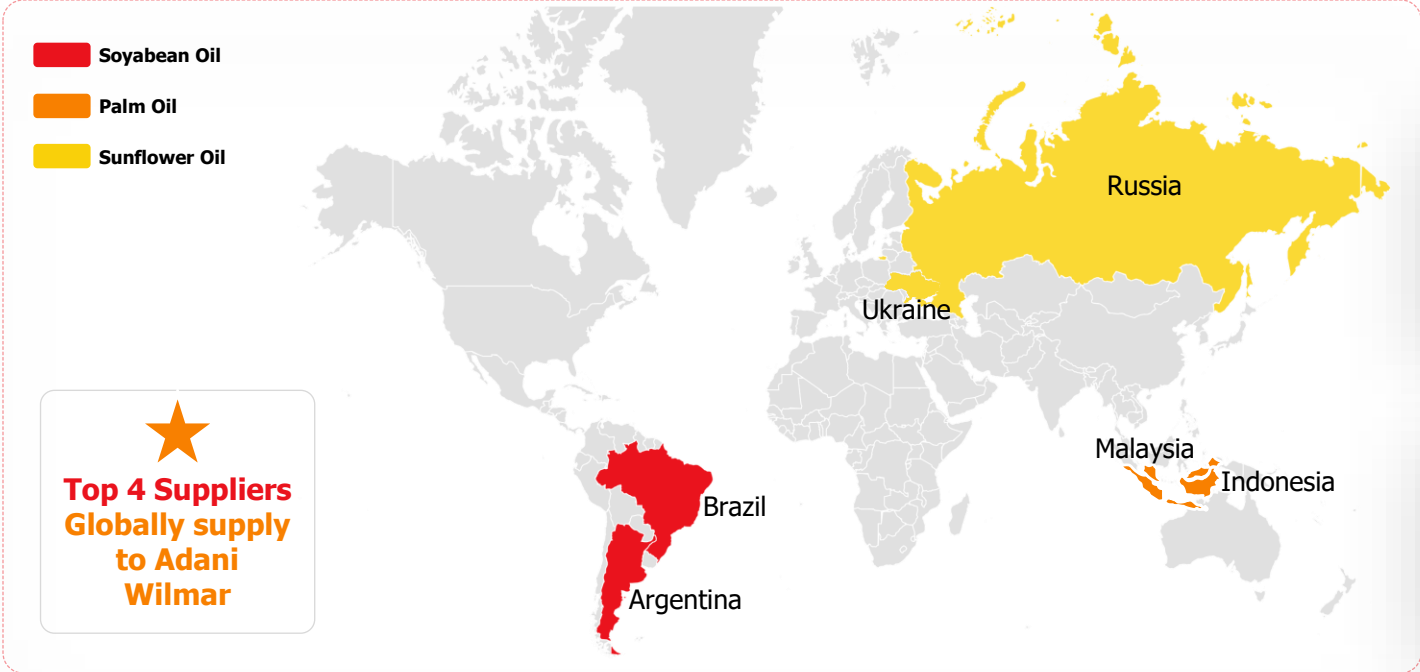 Soyabean Oil
Palm Oil
Sunflower Oil
Russia
Ukraine
Malaysia
Indonesia
Brazil
Argentina
Top 4 Suppliers
Globally supply
to Adani
Wilmar